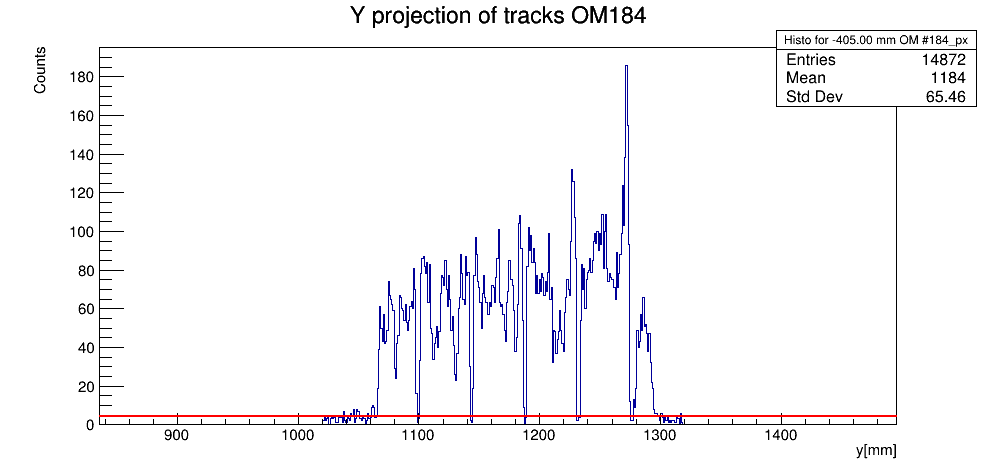 Y projection of tracks OM184
Histo for -405.00 mm OM #184_px
Entries 14872
Mean 1184
Std Dev 65.46
Counts
180
160
140
120
100
80
60
40
20
0
900 1000 1100 1200 1300 1400
y[mm]